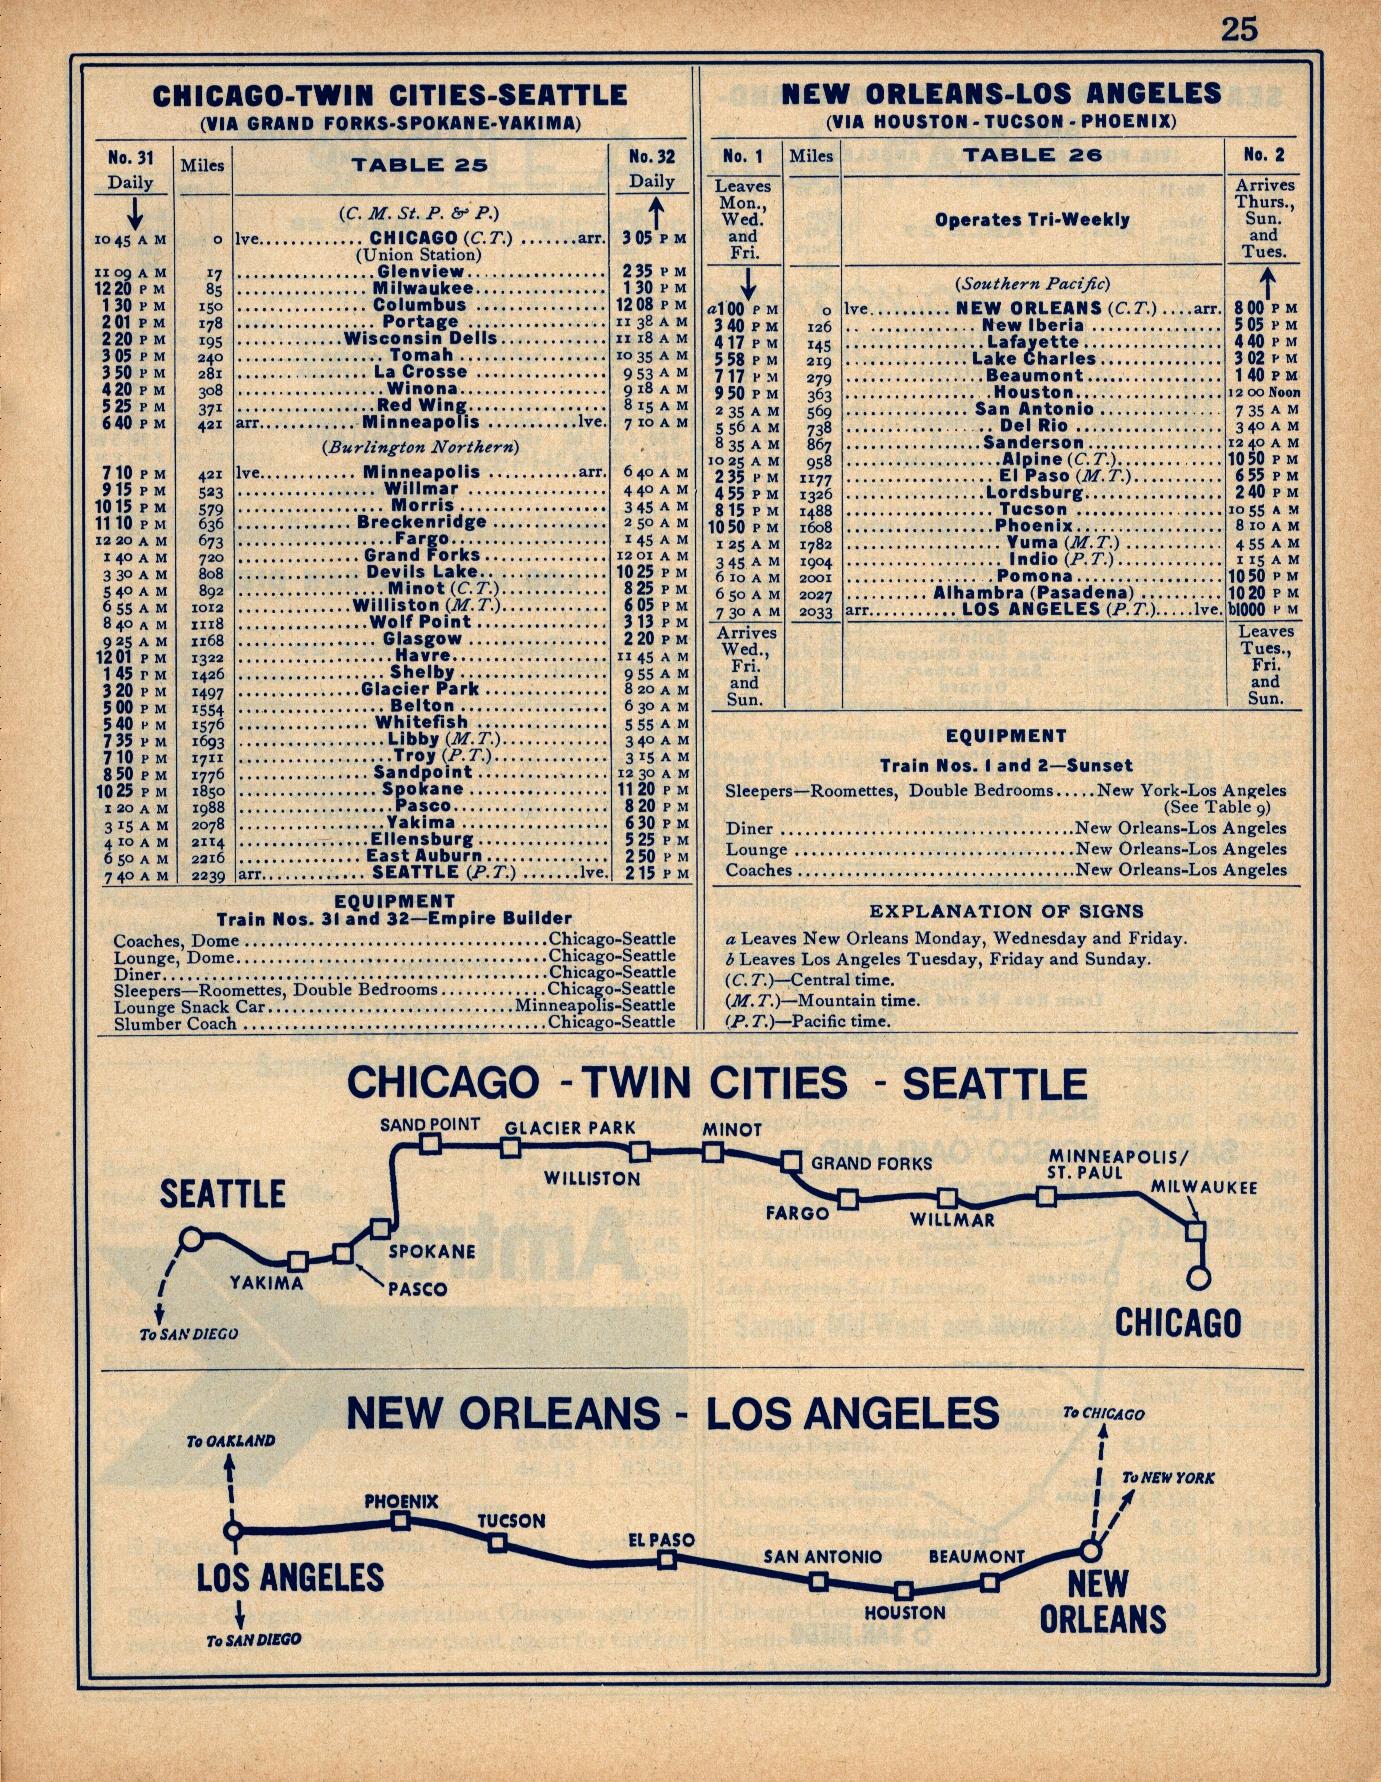 25
CHICAGO-TWIN CITIES-SEATTLE
(VIA GRAND FORKS-SPOKANE-YAKIMA)
No. 31 Daily Miles TABLE 25 No. 32 Daily
(C. M. St. P. & P.)
10 45 A M 0 lve............. CHICAGO (C.T.) .......arr. 3 05 P M
(Union Station)
11 09 A M 17 Glenview 2 35 P M
12 20 P M 85 Milwaukee 1 30 P M
1 30 P M 150 Columbus 12 08 P M
2 01 P M 178 Portage 11 38 A M
2 20 P M 195 Wisconsin Dells 11 18 A M
3 05 P M 240 Tomah 10 35 A M
3 50 P M 281 La Crosse 9 53 A M
4 20 P M 308 Winona 9 18 A M
5 25 P M 371 Red Wing 8 15 A M
6 40 P M 421 arr. Minneapolis lve. 7 10 A M
(Burlington Northern)
7 10 P M 421 lve. Minneapolis arr. 6 40 A M
9 15 P M 523 Willmar 4 40 A M
10 15 P M 579 Morris 3 45 A M
11 10 P M 636 Breckenridge 2 50 A M
12 20 A M 673 Fargo 1 45 A M
1 40 A M 720 Grand Forks 12 01 A M
3 30 A M 808 Devils Lake 10 25 P M
5 40 A M 892 Minot (C.T.) 8 25 P M
6 55 A M 1012 Williston (M.T.) 6 05 P M
8 40 A M 1118 Wolf Point 3 13 P M
9 25 A M 1168 Glasgow 2 20 P M
12 01 P M 1322 Havre 11 45 A M
1 45 P M 1426 Shelby 9 55 A M
3 20 P M 1497 Glacier Park 8 20 A M
5 00 P M 1554 Belton 6 30 A M
5 40 P M 1576 Whitefish 5 55 A M
7 35 P M 1693 Libby (M.T.) 3 40 A M
7 10 P M 1711 Troy (P.T.) 3 15 A M
8 50 P M 1776 Sandpoint 12 30 A M
10 25 P M 1850 Spokane 11 20 P M
1 20 A M 1988 Pasco 8 20 P M
3 15 A M 2078 Yakima 6 30 P M
4 10 A M 2114 Ellensburg 5 25 P M
6 50 A M 2216 East Auburn 2 50 P M
7 40 A M 2239 arr. SEATTLE (P.T.) lve. 2 15 P M
EQUIPMENT
Train Nos. 31 and 32—Empire Builder
Coaches, Dome Chicago-Seattle
Lounge, Dome Chicago-Seattle
Diner Chicago-Seattle
Sleepers—Roomettes, Double Bedrooms Chicago-Seattle
Lounge Snack Car Minneapolis-Seattle
Slumber Coach Chicago-Seattle
NEW ORLEANS-LOS ANGELES
(VIA HOUSTON - TUCSON - PHOENIX)
No. 1 Miles TABLE 26 No. 2
Leaves Mon., Wed. and Fri. Operates Tri-Weekly Arrives Thurs., Sun. and Tues.
(Southern Pacific)
a1 00 P M 0 lve. NEW ORLEANS (C.T.) arr. 8 00 P M
3 40 P M 126 New Iberia 5 05 P M
4 17 P M 145 Lafayette 4 40 P M
5 58 P M 219 Lake Charles 3 02 P M
7 17 P M 279 Beaumont 1 40 P M
9 50 P M 363 Houston 12 00 Noon
2 35 A M 569 San Antonio 7 35 A M
5 56 A M 738 Del Rio 3 40 A M
8 35 A M 867 Sanderson 12 40 A M
10 25 A M 958 Alpine (C.T.) 10 50 P M
2 35 P M 1177 El Paso (M.T.) 6 55 P M
4 55 P M 1326 Lordsburg 2 40 P M
8 15 P M 1488 Tucson 10 55 A M
10 50 P M 1608 Phoenix 8 10 A M
1 25 A M 1782 Yuma (M.T.) 4 55 A M
3 45 A M 1904 Indio (P.T.) 1 15 A M
6 10 A M 2001 Pomona 10 50 P M
6 50 A M 2027 Alhambra (Pasadena) 10 20 P M
7 30 A M 2033 arr. LOS ANGELES (P.T.) lve. b10 00 P M
Arrives Wed., Fri. and Sun. Leaves Tues., Fri. and Sun.
EQUIPMENT
Train Nos. 1 and 2—Sunset
Sleepers—Roomettes, Double Bedrooms.....New York-Los Angeles
(See Table 9)
Diner New Orleans-Los Angeles
Lounge New Orleans-Los Angeles
Coaches New Orleans-Los Angeles
EXPLANATION OF SIGNS
a Leaves New Orleans Monday, Wednesday and Friday.
b Leaves Los Angeles Tuesday, Friday and Sunday.
(C.T.)—Central time.
(M.T.)—Mountain time.
(P.T.)—Pacific time.
CHICAGO - TWIN CITIES - SEATTLE
SAND POINT
GLACIER PARK
MINOT
WILLISTON
GRAND FORKS
MINNEAPOLIS/
ST. PAUL
MILWAUKEE
SEATTLE
FARGO
WILLMAR
SPOKANE
YAKIMA
PASCO
To SAN DIEGO
CHICAGO
NEW ORLEANS - LOS ANGELES
To CHICAGO
To OAKLAND
To NEW YORK
PHOENIX
TUCSON
EL PASO
SAN ANTONIO
BEAUMONT
LOS ANGELES
HOUSTON
NEW
ORLEANS
To SAN DIEGO